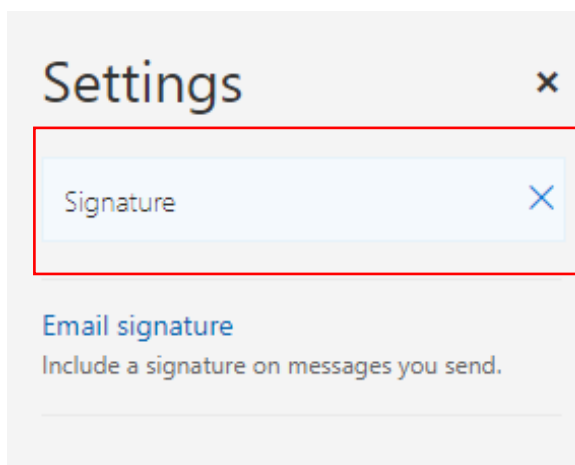 Settings
Signature
Email signature
Include a signature on messages you send.